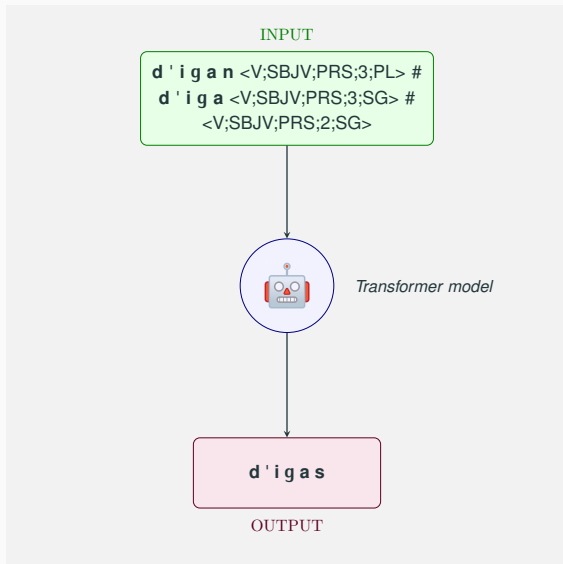 INPUT
d ˈ i ɡ a n <V;SBJV;PRS;3;PL> #
d ˈ i ɡ a <V;SBJV;PRS;3;SG> #
<V;SBJV;PRS;2;SG>
Transformer model
d ˈ i ɡ a s
OUTPUT